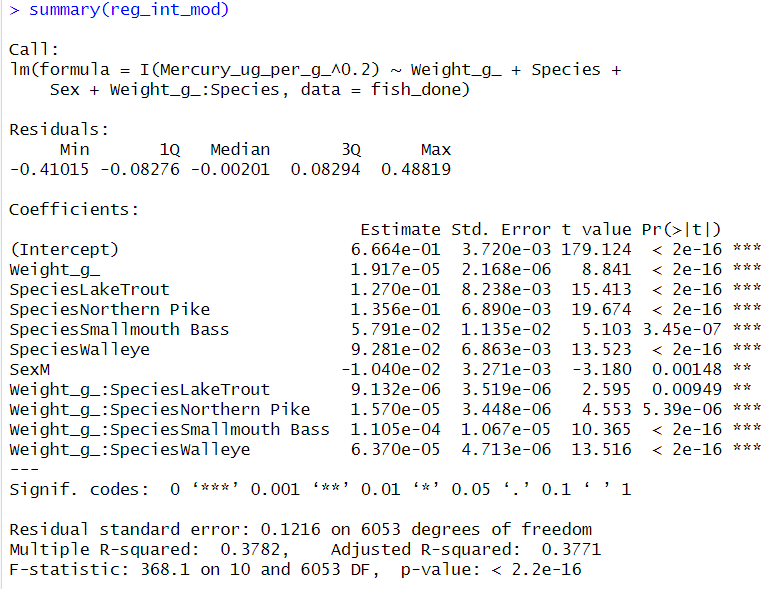 > summary(reg_int_mod)
Call:
lm(formula = I(Mercury_ug_per_g_^0.2) ~ Weight_g_ + Species +
    Sex + Weight_g_:Species, data = fish_done)
Residuals:
     Min       1Q   Median       3Q      Max
-0.41015 -0.08276 -0.00201  0.08294  0.48819
Coefficients:
                                   Estimate Std. Error t value Pr(>|t|)
(Intercept)                       6.664e-01  3.720e-03 179.124  < 2e-16 ***
Weight_g_                         1.917e-05  2.168e-06   8.841  < 2e-16 ***
SpeciesLakeTrout                  1.270e-01  8.238e-03  15.413  < 2e-16 ***
SpeciesNorthern Pike              1.356e-01  6.890e-03  19.674  < 2e-16 ***
SpeciesSmallmouth Bass            5.791e-02  1.135e-02   5.103 3.45e-07 ***
SpeciesWalleye                    9.281e-02  6.863e-03  13.523  < 2e-16 ***
SexM                             -1.040e-02  3.271e-03  -3.180  0.00148 **
Weight_g_:SpeciesLakeTrout        9.132e-06  3.519e-06   2.595  0.00949 **
Weight_g_:SpeciesNorthern Pike    1.570e-05  3.448e-06   4.553 5.39e-06 ***
Weight_g_:SpeciesSmallmouth Bass  1.105e-04  1.067e-05  10.365  < 2e-16 ***
Weight_g_:SpeciesWalleye          6.370e-05  4.713e-06  13.516  < 2e-16 ***
---
Signif. codes:  0 ‘***’ 0.001 ‘**’ 0.01 ‘*’ 0.05 ‘.’ 0.1 ‘ ’ 1
Residual standard error: 0.1216 on 6053 degrees of freedom
Multiple R-squared:  0.3782,    Adjusted R-squared:  0.3771
F-statistic: 368.1 on 10 and 6053 DF,  p-value: < 2.2e-16